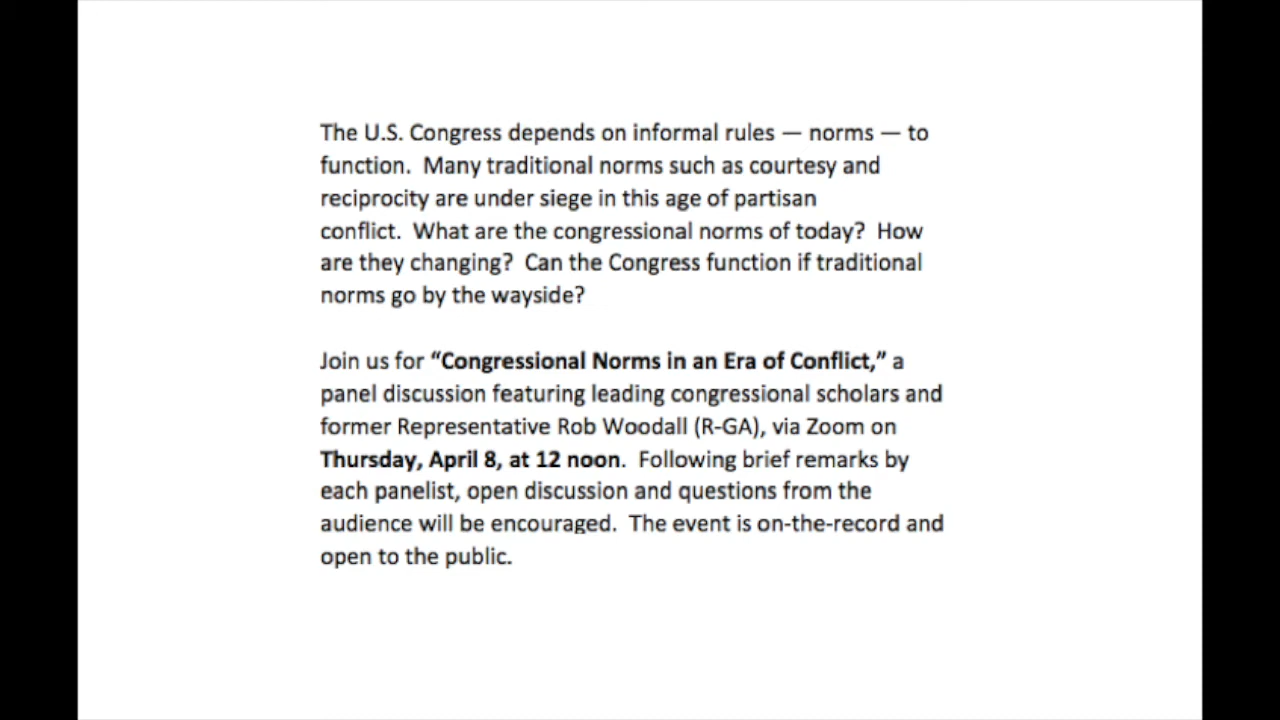 The U.S. Congress depends on informal rules — norms — to
function.  Many traditional norms such as courtesy and
reciprocity are under siege in this age of partisan
conflict.  What are the congressional norms of today?  How
are they changing?  Can the Congress function if traditional
norms go by the wayside?
Join us for “Congressional Norms in an Era of Conflict,” a
panel discussion featuring leading congressional scholars and
former Representative Rob Woodall (R-GA), via Zoom on
Thursday, April 8, at 12 noon.  Following brief remarks by
each panelist, open discussion and questions from the
audience will be encouraged.  The event is on-the-record and
open to the public.